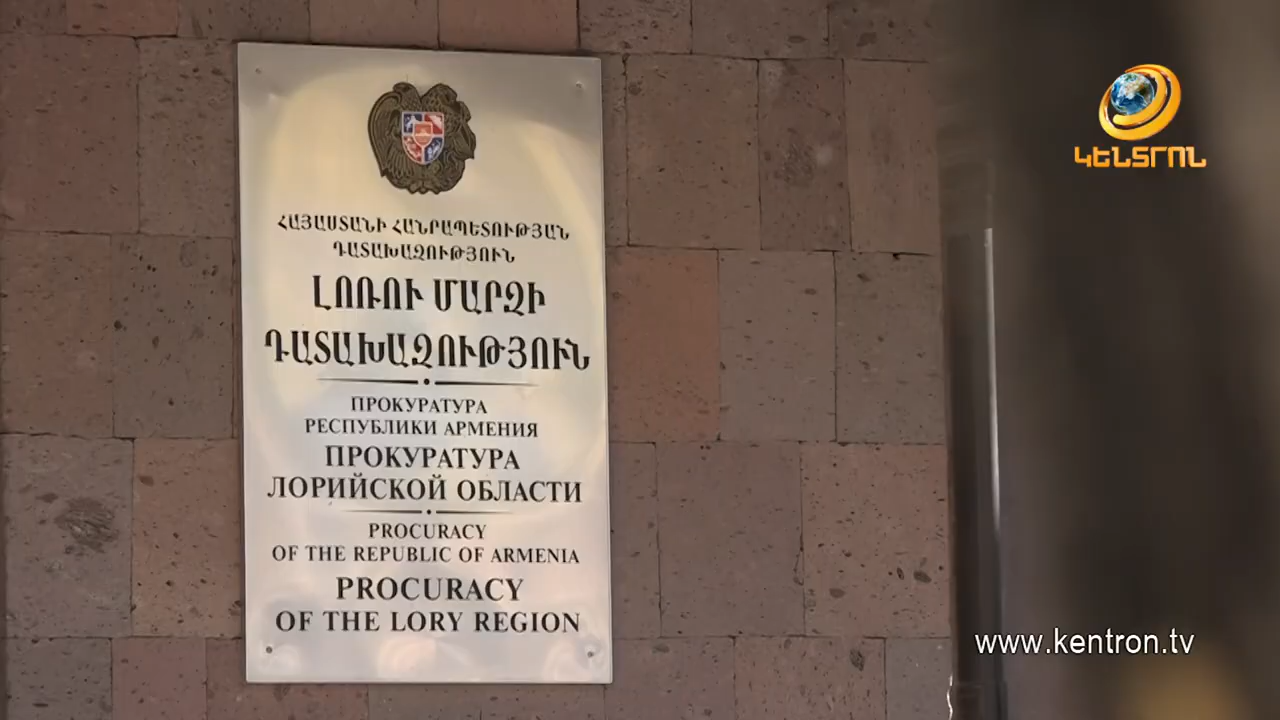 ԿԵՆՏՐՈՆ
ՀԱՅԱՍՏԱՆԻ ՀԱՆՐԱՊԵՏՈՒԹՅԱՆ
ԴԱՏԱԽԱԶՈՒԹՅՈՒՆ
ԼՈՌՈՒ ՄԱՐԶԻ
ԴԱՏԱԽԱԶՈՒԹՅՈՒՆ
ПРОКУРАТУРА
РЕСПУБЛИКИ АРМЕНИЯ
ПРОКУРАТУРА
ЛОРИЙСКОЙ ОБЛАСТИ
PROCURACY
OF THE REPUBLIC OF ARMENIA
PROCURACY
OF THE LORY REGION
www.kentron.tv